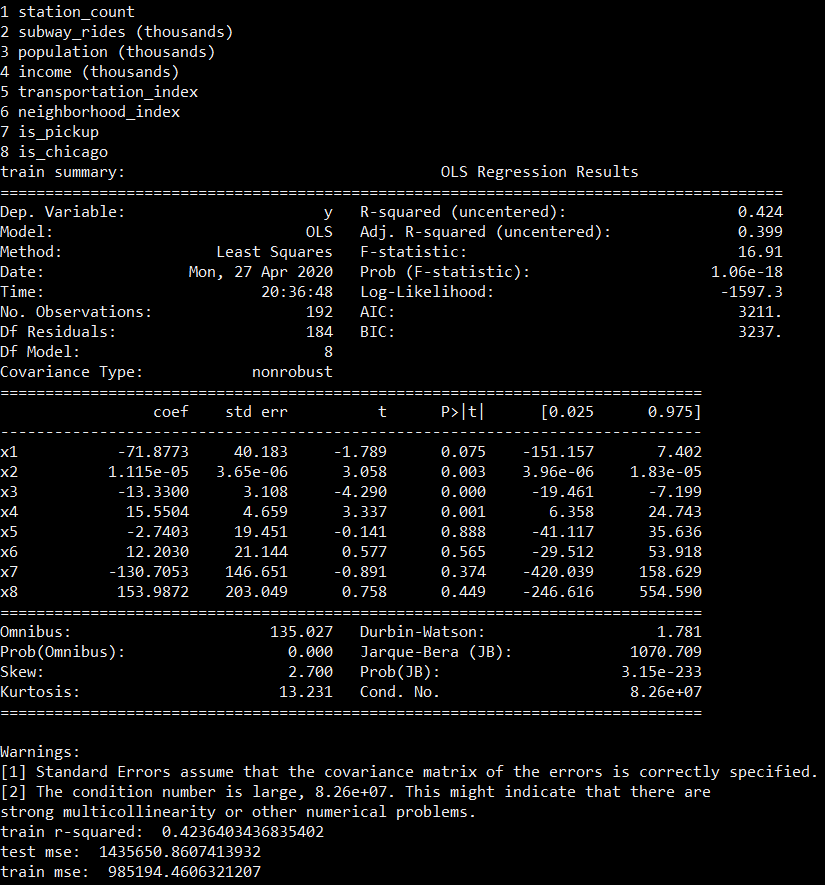 1 station_count
2 subway_rides (thousands)
3 population (thousands)
4 income (thousands)
5 transportation_index
6 neighborhood_index
7 is_pickup
8 is_chicago
train summary:                                   OLS Regression Results
=======================================================================================
Dep. Variable:                      y   R-squared (uncentered):                   0.424
Model:                            OLS   Adj. R-squared (uncentered):              0.399
Method:                 Least Squares   F-statistic:                              16.91
Date:                Mon, 27 Apr 2020   Prob (F-statistic):                    1.06e-18
Time:                        20:36:48   Log-Likelihood:                         -1597.3
No. Observations:                 192   AIC:                                      3211.
Df Residuals:                     184   BIC:                                      3237.
Df Model:                           8
Covariance Type:            nonrobust
==============================================================================
                 coef    std err          t      P>|t|      [0.025      0.975]
------------------------------------------------------------------------------
x1           -71.8773     40.183     -1.789      0.075    -151.157       7.402
x2          1.115e-05   3.65e-06      3.058      0.003    3.96e-06    1.83e-05
x3           -13.3300      3.108     -4.290      0.000     -19.461      -7.199
x4            15.5504      4.659      3.337      0.001       6.358      24.743
x5            -2.7403     19.451     -0.141      0.888     -41.117      35.636
x6            12.2030     21.144      0.577      0.565     -29.512      53.918
x7          -130.7053    146.651     -0.891      0.374    -420.039     158.629
x8           153.9872    203.049      0.758      0.449    -246.616     554.590
==============================================================================
Omnibus:                      135.027   Durbin-Watson:                   1.781
Prob(Omnibus):                  0.000   Jarque-Bera (JB):             1070.709
Skew:                           2.700   Prob(JB):                    3.15e-233
Kurtosis:                      13.231   Cond. No.                     8.26e+07
==============================================================================
Warnings:
[1] Standard Errors assume that the covariance matrix of the errors is correctly specified.
[2] The condition number is large, 8.26e+07. This might indicate that there are
strong multicollinearity or other numerical problems.
train r-squared:  0.4236403436835402
test mse:  1435650.8607413932
train mse:  985194.4606321207